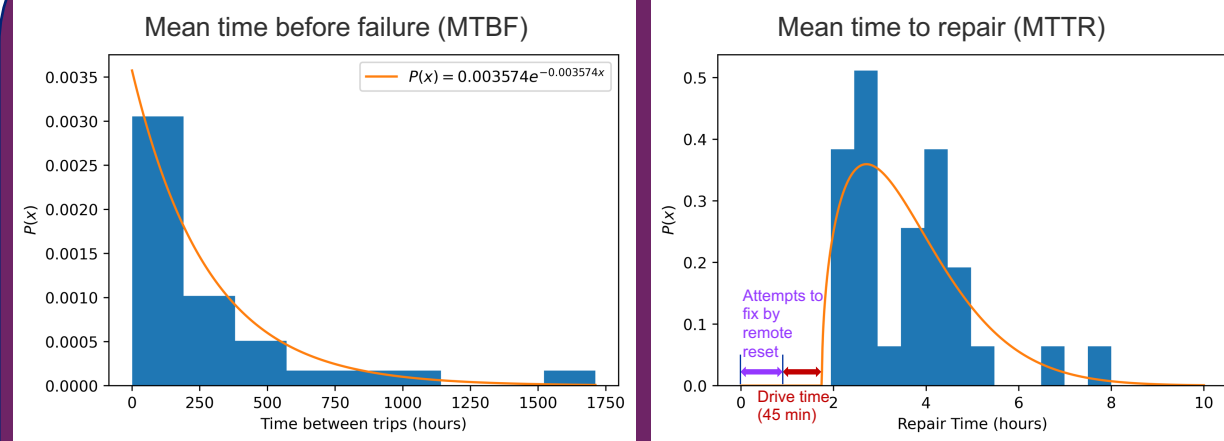 Mean time before failure (MTBF)
P(x) = 0.003574e^{-0.003574x}
0.0035
0.0030
0.0025
0.0020
0.0015
0.0010
0.0005
0.0000
P(x)
0
250
500
750
1000
1250
1500
1750
Time between trips (hours)
Mean time to repair (MTTR)
0.5
0.4
0.3
0.2
0.1
0.0
P(x)
Attempts to
fix by
remote
reset
0
2
4
6
8
10
Drive time
(45 min)
Repair Time (hours)